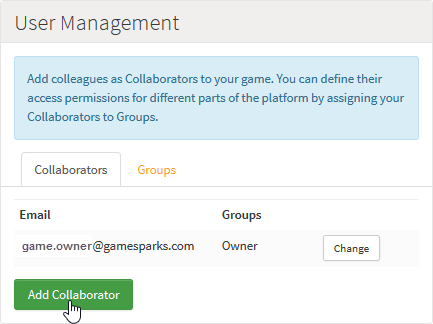 User Management
Add colleagues as Collaborators to your game. You can define their
access permissions for different parts of the platform by assigning your
Collaborators to Groups.
Collaborators Groups
Email Groups
game.owner@gamesparks.com Owner Change
Add Collaborator